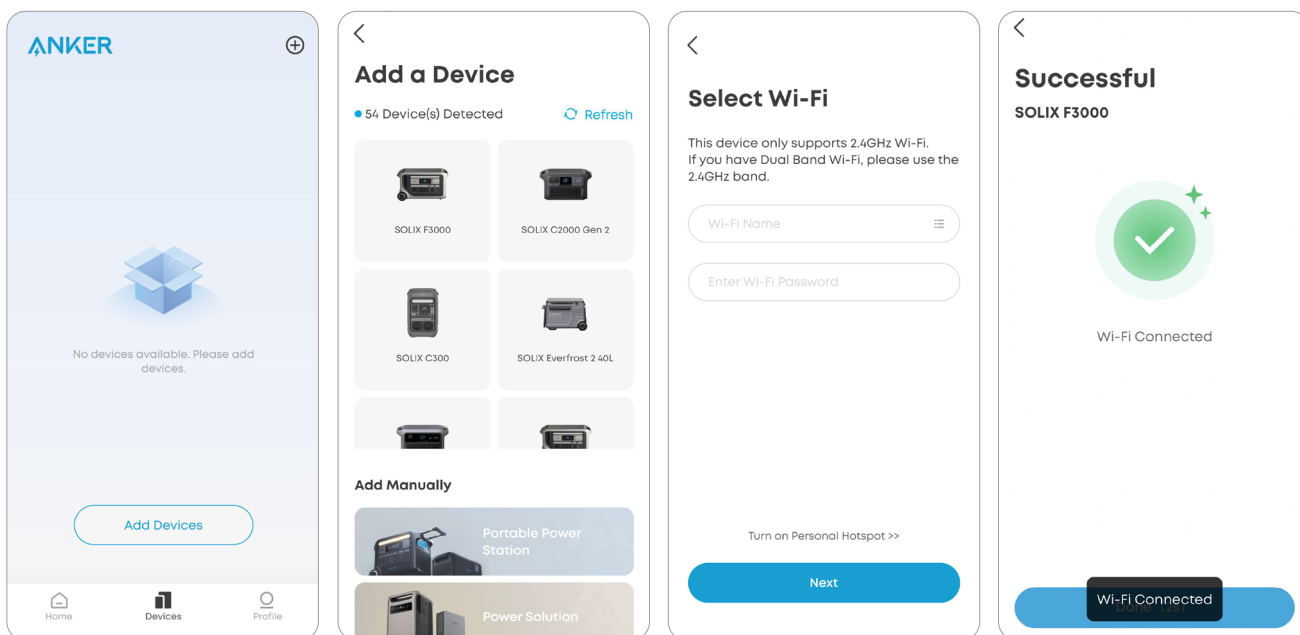 ANKER
No devices available. Please add
devices.
Add Devices
Home
Devices
Profile
Add a Device
54 Device(s) Detected
Refresh
SOLIX F3000
SOLIX C2000 Gen 2
SOLIX C300
SOLIX Everfrost 2 40L
Add Manually
Portable Power
Station
Power Solution
Select Wi-Fi
This device only supports 2.4GHz Wi-Fi.
If you have Dual Band Wi-Fi, please use the
2.4GHz band.
Wi-Fi Name
Enter Wi-Fi Password
Turn on Personal Hotspot >>
Next
Successful
SOLIX F3000
Wi-Fi Connected
Wi-Fi Connected
Done (2s)